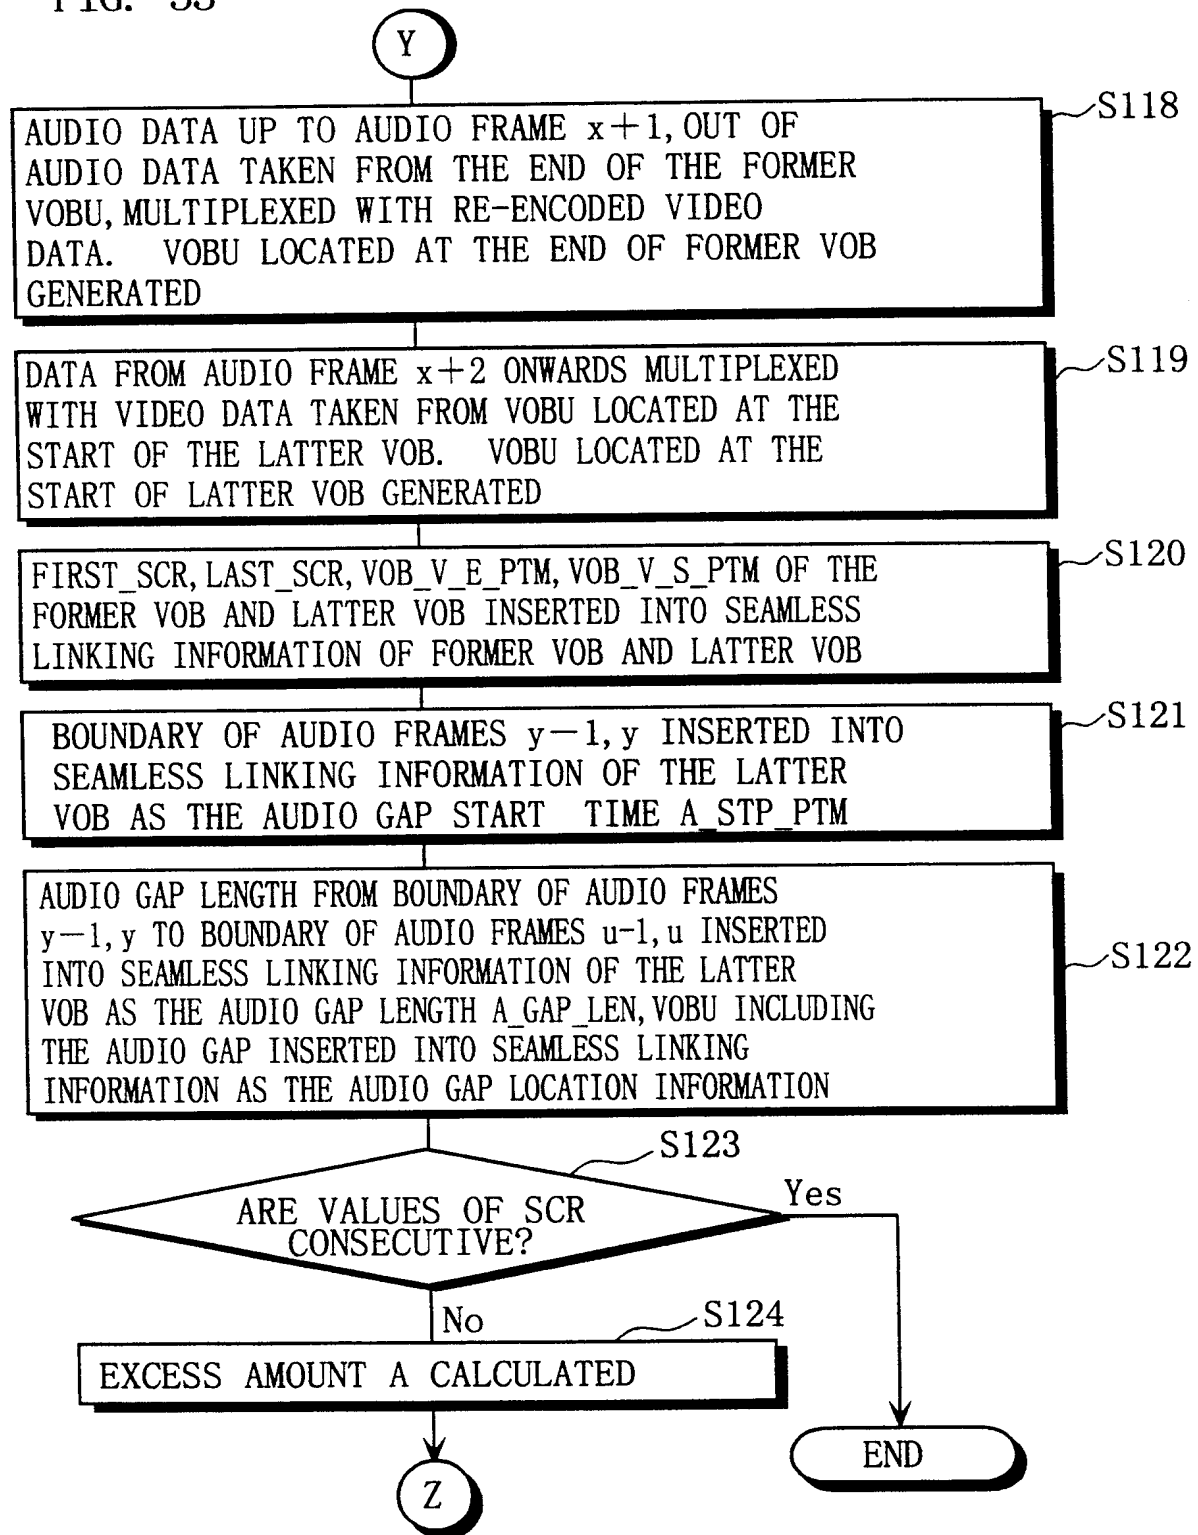 Y
S118
AUDIO DATA UP TO AUDIO FRAME x+1, OUT OF
AUDIO DATA TAKEN FROM THE END OF THE FORMER
VOBU, MULTIPLEXED WITH RE-ENCODED VIDEO
DATA. VOBU LOCATED AT THE END OF FORMER VOB
GENERATED
S119
DATA FROM AUDIO FRAME x+2 ONWARDS MULTIPLEXED
WITH VIDEO DATA TAKEN FROM VOBU LOCATED AT THE
START OF THE LATTER VOB. VOBU LOCATED AT THE
START OF LATTER VOB GENERATED
S120
FIRST_SCR, LAST_SCR, VOB_V_E_PTM, VOB_V_S_PTM OF THE
FORMER VOB AND LATTER VOB INSERTED INTO SEAMLESS
LINKING INFORMATION OF FORMER VOB AND LATTER VOB
S121
BOUNDARY OF AUDIO FRAMES y-1, y INSERTED INTO
SEAMLESS LINKING INFORMATION OF THE LATTER
VOB AS THE AUDIO GAP START TIME A_STP_PTM
S122
AUDIO GAP LENGTH FROM BOUNDARY OF AUDIO FRAMES
y-1, y TO BOUNDARY OF AUDIO FRAMES u-1, u INSERTED
INTO SEAMLESS LINKING INFORMATION OF THE LATTER
VOB AS THE AUDIO GAP LENGTH A_GAP_LEN, VOBU INCLUDING
THE AUDIO GAP INSERTED INTO SEAMLESS LINKING
INFORMATION AS THE AUDIO GAP LOCATION INFORMATION
S123
ARE VALUES OF SCR
CONSECUTIVE?
Yes
No
S124
EXCESS AMOUNT A CALCULATED
END
Z